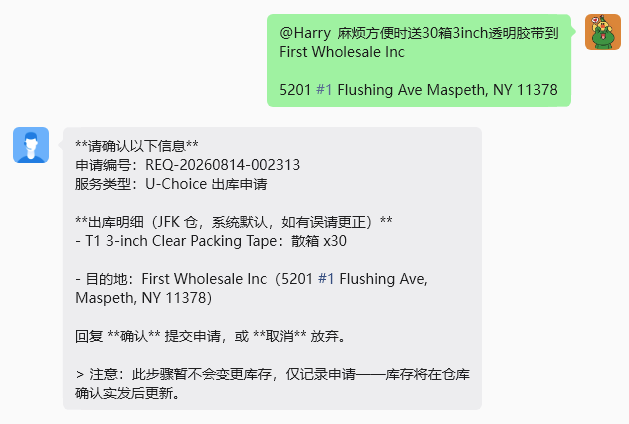 @Harry 麻烦方便时送30箱3inch透明胶带到
First Wholesale Inc
5201 #1 Flushing Ave Maspeth, NY 11378
**请确认以下信息**
申请编号：REQ-20260814-002313
服务类型：U-Choice 出库申请
**出库明细（JFK 仓，系统默认，如有误请更正）**
- T1 3-inch Clear Packing Tape：散箱 x30
- 目的地：First Wholesale Inc（5201 #1 Flushing Ave,
Maspeth, NY 11378）
回复 **确认** 提交申请，或 **取消** 放弃。
> 注意：此步骤暂不会变更库存，仅记录申请——库存将在仓库
确认实发后更新。